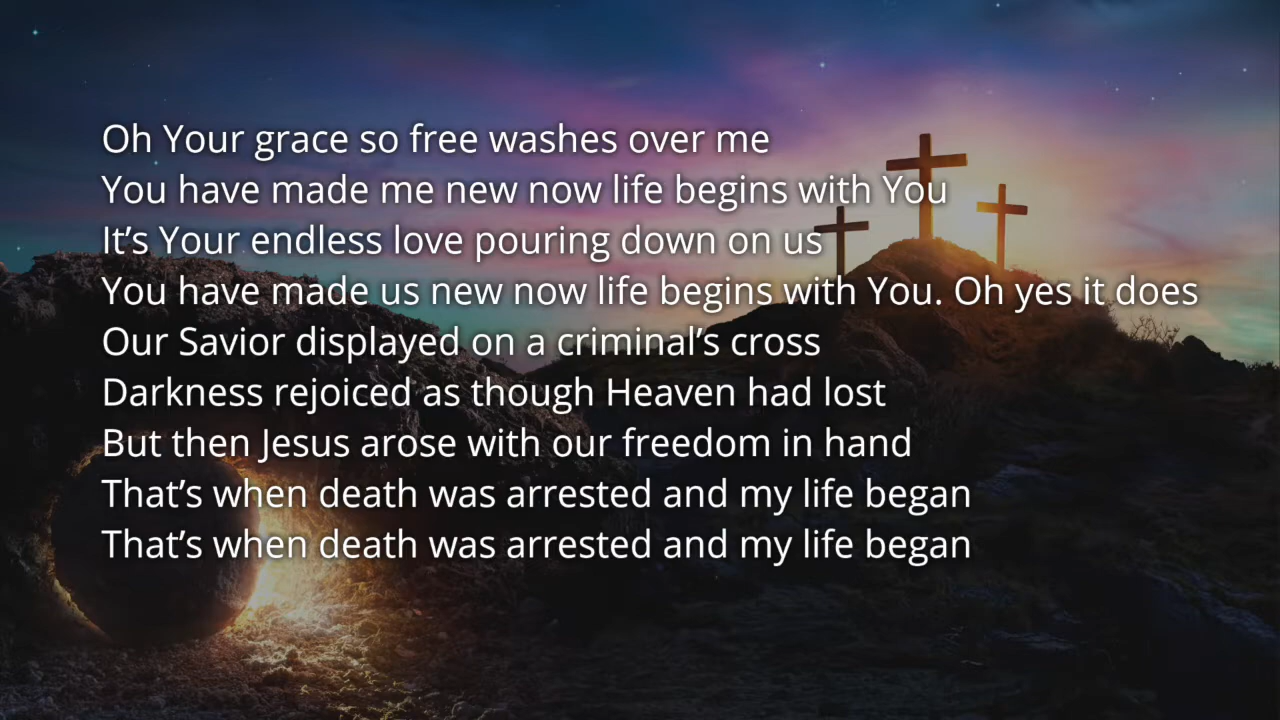 Oh Your grace so free washes over me
You have made me new now life begins with You
It’s Your endless love pouring down on us
You have made us new now life begins with You. Oh yes it does
Our Savior displayed on a criminal’s cross
Darkness rejoiced as though Heaven had lost
But then Jesus arose with our freedom in hand
That’s when death was arrested and my life began
That’s when death was arrested and my life began